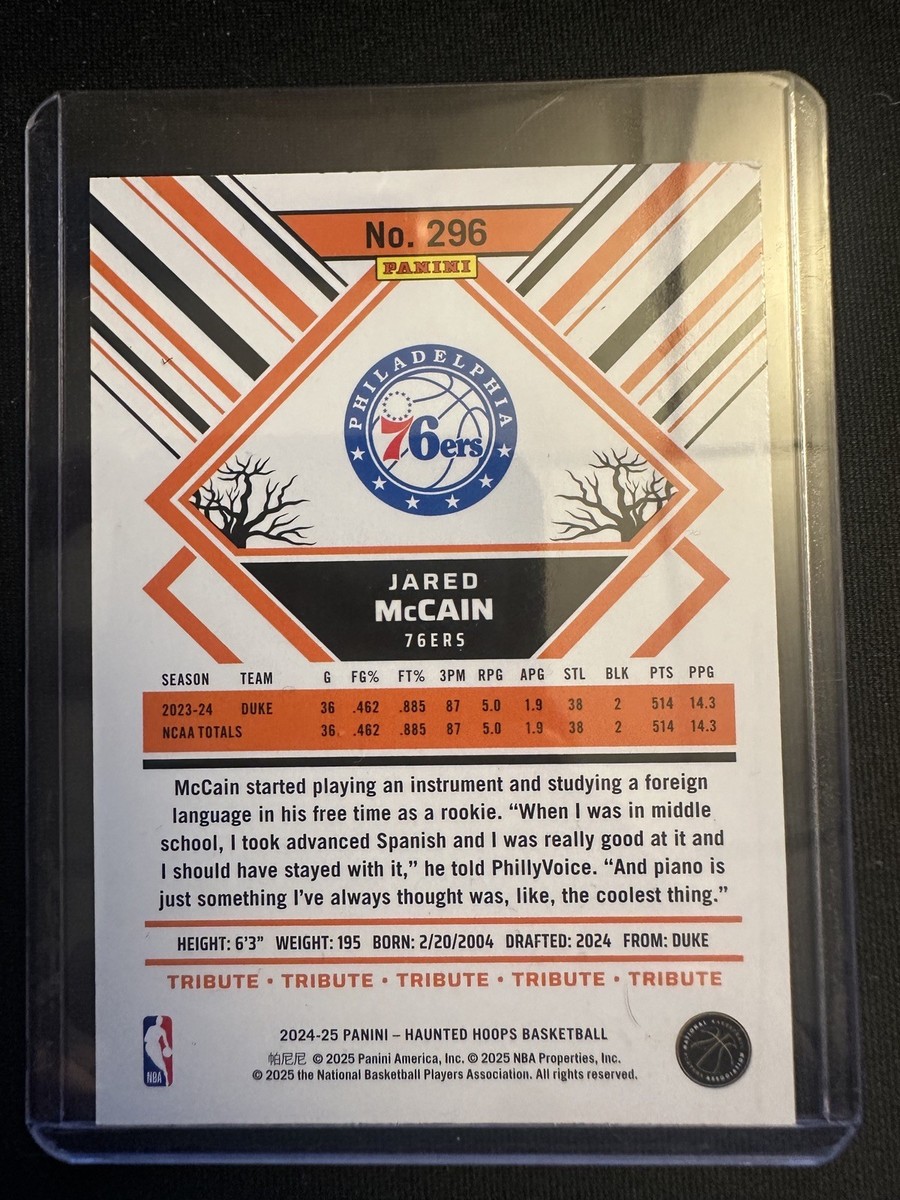 No. 296
PANINI
PHILADELPHIA
76ers
JARED
McCAIN
76ERS
SEASON TEAM G FG% FT% 3PM RPG APG STL BLK PTS PPG
2023-24 DUKE 36 .462 .885 87 5.0 1.9 38 2 514 14.3
NCAA TOTALS 36 .462 .885 87 5.0 1.9 38 2 514 14.3
McCain started playing an instrument and studying a foreign
language in his free time as a rookie. “When I was in middle
school, I took advanced Spanish and I was really good at it and
I should have stayed with it,” he told PhillyVoice. “And piano is
just something I’ve always thought was, like, the coolest thing.”
HEIGHT: 6’3” WEIGHT: 195 BORN: 2/20/2004 DRAFTED: 2024 FROM: DUKE
TRIBUTE • TRIBUTE • TRIBUTE • TRIBUTE • TRIBUTE
2024-25 PANINI – HAUNTED HOOPS BASKETBALL
帕尼尼 © 2025 Panini America, Inc. © 2025 NBA Properties, Inc.
© 2025 the National Basketball Players Association. All rights reserved.
NBA